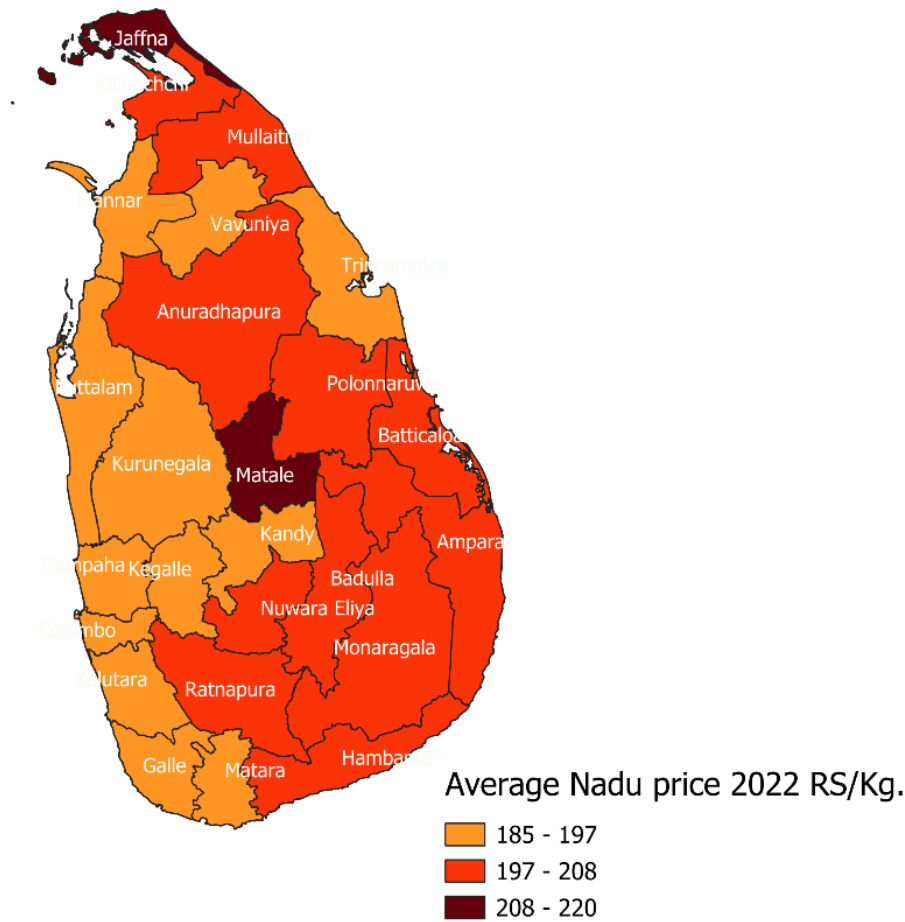 Jaffna
Kilinochchi
Mullaitivu
Mannar
Vavuniya
Trincomalee
Anuradhapura
Puttalam
Polonnaruwa
Batticaloa
Kurunegala
Matale
Kandy
Ampara
Gampaha
Kegalle
Badulla
Nuwara Eliya
Colombo
Monaragala
Kalutara
Ratnapura
Galle
Matara
Hambantota
Average Nadu price 2022 RS/Kg.
185 - 197
197 - 208
208 - 220